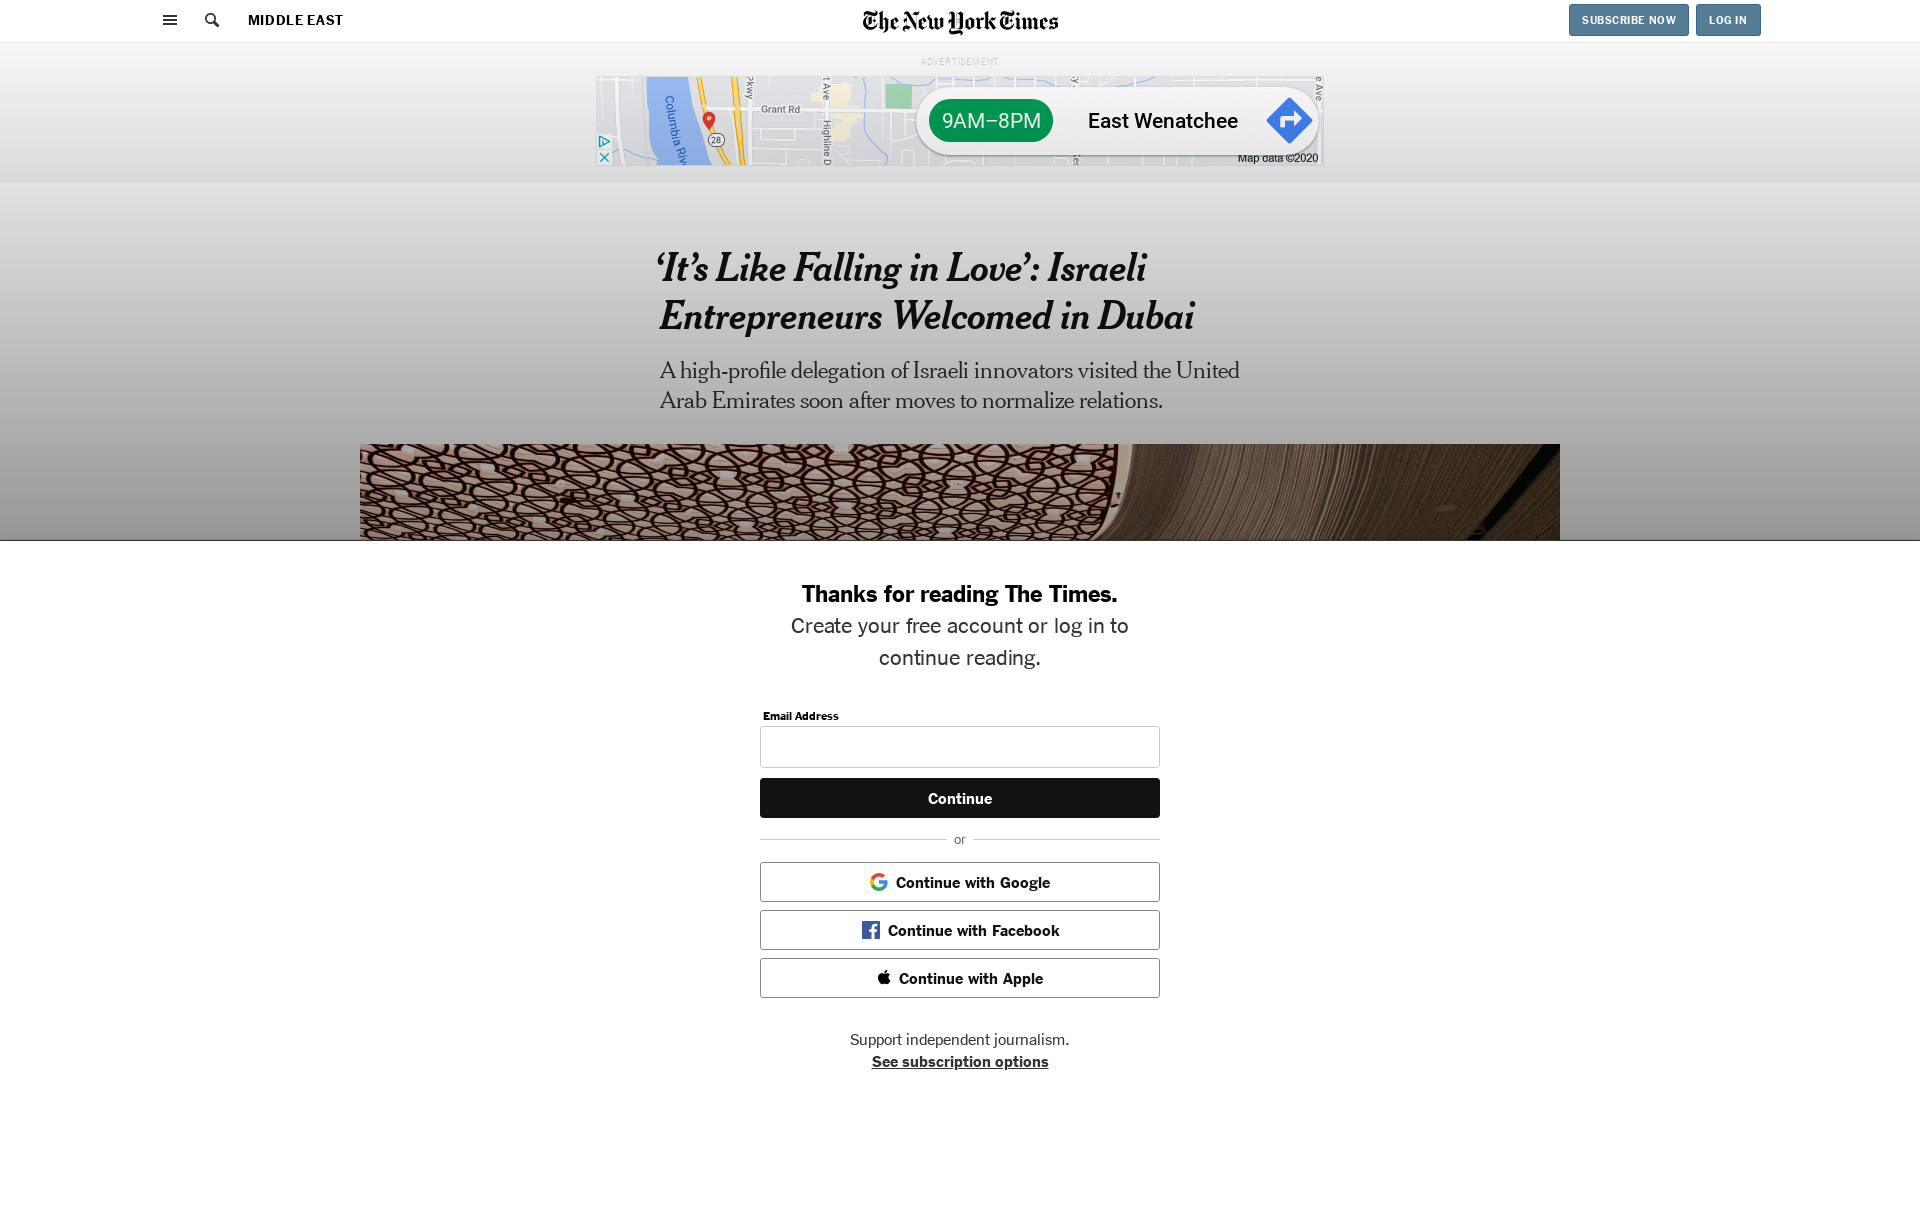 MIDDLE EAST
The New York Times
SUBSCRIBE NOW
LOG IN
ADVERTISEMENT
Pkwy
Grant Rd
Columbia Riv
28
Highline D
9AM–8PM
East Wenatchee
Map data ©2020
‘It’s Like Falling in Love’: Israeli
Entrepreneurs Welcomed in Dubai
A high-profile delegation of Israeli innovators visited the United
Arab Emirates soon after moves to normalize relations.
Thanks for reading The Times.
Create your free account or log in to
continue reading.
Email Address
Continue
or
Continue with Google
Continue with Facebook
Continue with Apple
Support independent journalism.
See subscription options